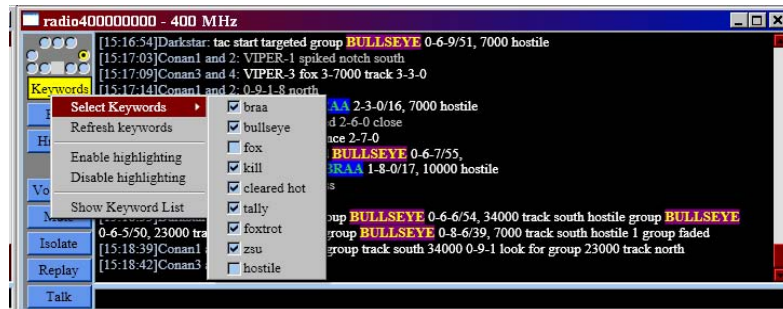 radio400000000 - 400 MHz
[15:16:54]Darkstar: tac start targeted group BULLSEYE 0-6-9/51, 7000 hostile
[15:17:03]Conan1 and 2: VIPER-1 spiked notch south
[15:17:09]Conan3 and 4: VIPER-3 fox 3-7000 track 3-3-0
Keywords
[15:17:14]Conan1 and 2: 0-9-1-8 north
Select Keywords
braa
AA 2-3-0/16, 7000 hostile
Refresh keywords
bullseye
d 2-6-0 close
fox
nce 2-7-0
Enable highlighting
kill
BULLSEYE 0-6-7/55,
Disable highlighting
cleared hot
BRAA 1-8-0/17, 10000 hostile
Show Keyword List
tally
oup BULLSEYE 0-6-6/54, 34000 track south hostile group BULLSEYE
0-6-5/50, 23000 tra
foxtrot
group BULLSEYE 0-8-6/39, 7000 track south hostile 1 group faded
Isolate
[15:18:39]Conan1 a
zsu
group track south 34000 0-9-1 look for group 23000 track north
Replay
[15:18:42]Conan3 a
hostile
Talk